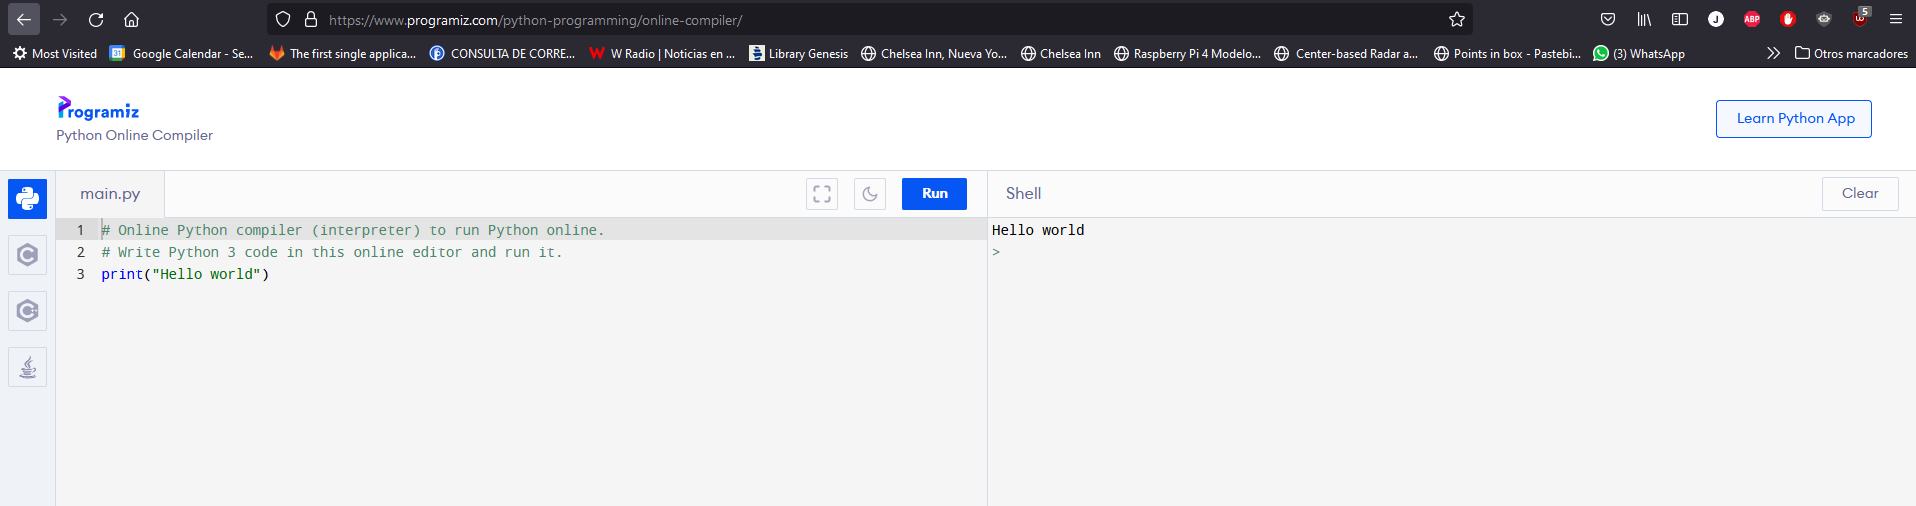 https://www.programiz.com/python-programming/online-compiler/
J
ABP
5
Most Visited
31
Google Calendar - Se...
The first single applica...
CONSULTA DE CORRE...
W Radio | Noticias en ...
Library Genesis
Chelsea Inn, Nueva Yo...
Chelsea Inn
Raspberry Pi 4 Modelo...
Center-based Radar a...
Points in box - Pastebi...
(3) WhatsApp
Otros marcadores
Programiz
Python Online Compiler
Learn Python App
main.py
Run
Shell
Clear
1 # Online Python compiler (interpreter) to run Python online.
2 # Write Python 3 code in this online editor and run it.
3 print("Hello world")
Hello world
>